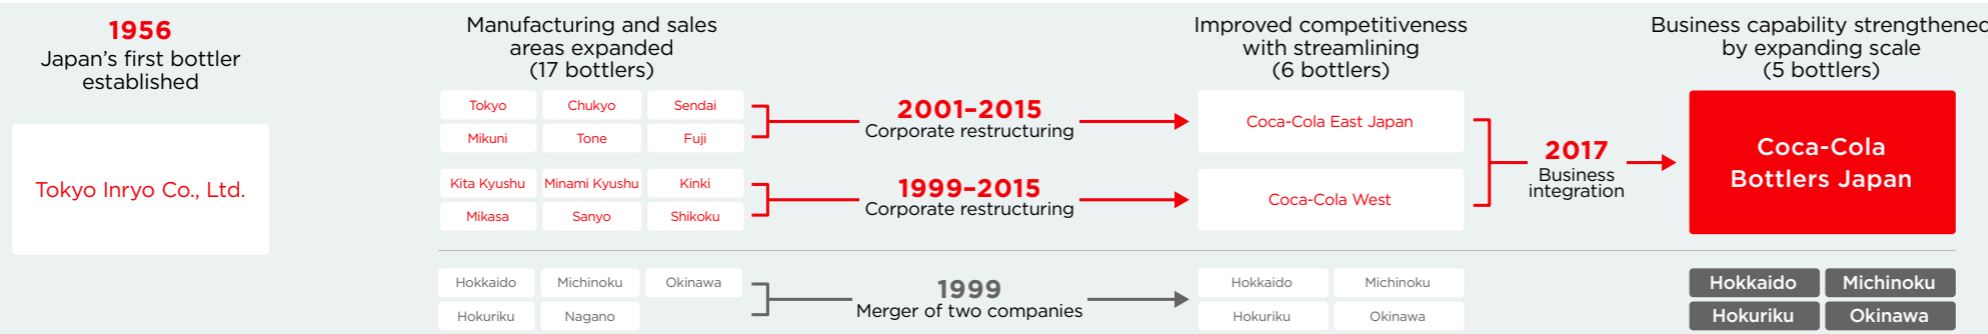 1956
Japan’s first bottler
established
Tokyo Inryo Co., Ltd.
Manufacturing and sales
areas expanded
(17 bottlers)
Tokyo
Chukyo
Sendai
Mikuni
Tone
Fuji
Kita Kyushu
Minami Kyushu
Kinki
Mikasa
Sanyo
Shikoku
Hokkaido
Michinoku
Okinawa
Hokuriku
Nagano
2001–2015
Corporate restructuring
1999–2015
Corporate restructuring
1999
Merger of two companies
Improved competitiveness
with streamlining
(6 bottlers)
Coca-Cola East Japan
Coca-Cola West
Hokkaido
Michinoku
Hokuriku
Okinawa
2017
Business
integration
Business capability strengthened
by expanding scale
(5 bottlers)
Coca-Cola
Bottlers Japan
Hokkaido
Michinoku
Hokuriku
Okinawa